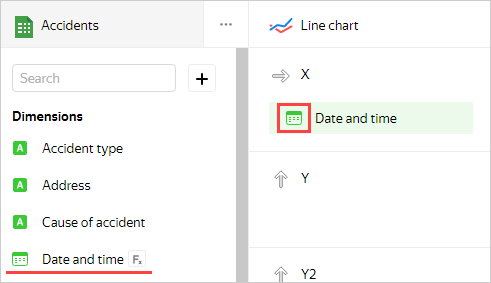 Accidents
Search
Dimensions
A Accident type
A Address
A Cause of accident
Date and time Fx
Line chart
X
Date and time
Y
Y2